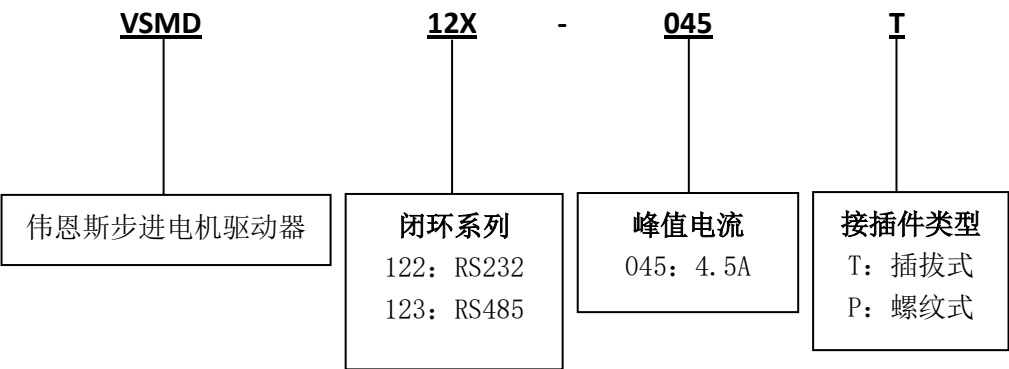 VSMD 12X - 045 T
伟恩斯步进电机驱动器
闭环系列
122: RS232
123: RS485
峰值电流
045: 4.5A
接插件类型
T: 插拔式
P: 螺纹式